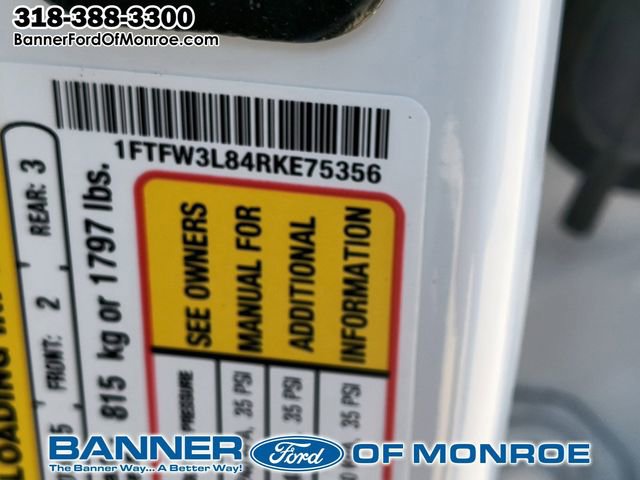 318-388-3300
BannerFordOfMonroe.com
1FTFW3L84RKE75356
SEE OWNERS
MANUAL FOR
ADDITIONAL
INFORMATION
REAR: 3
FRONT: 2
815 kg or 1797 lbs.
PRESSURE
35 PSI
35 PSI
35 PSI
BANNER Ford OF MONROE
The Banner Way... A Better Way!